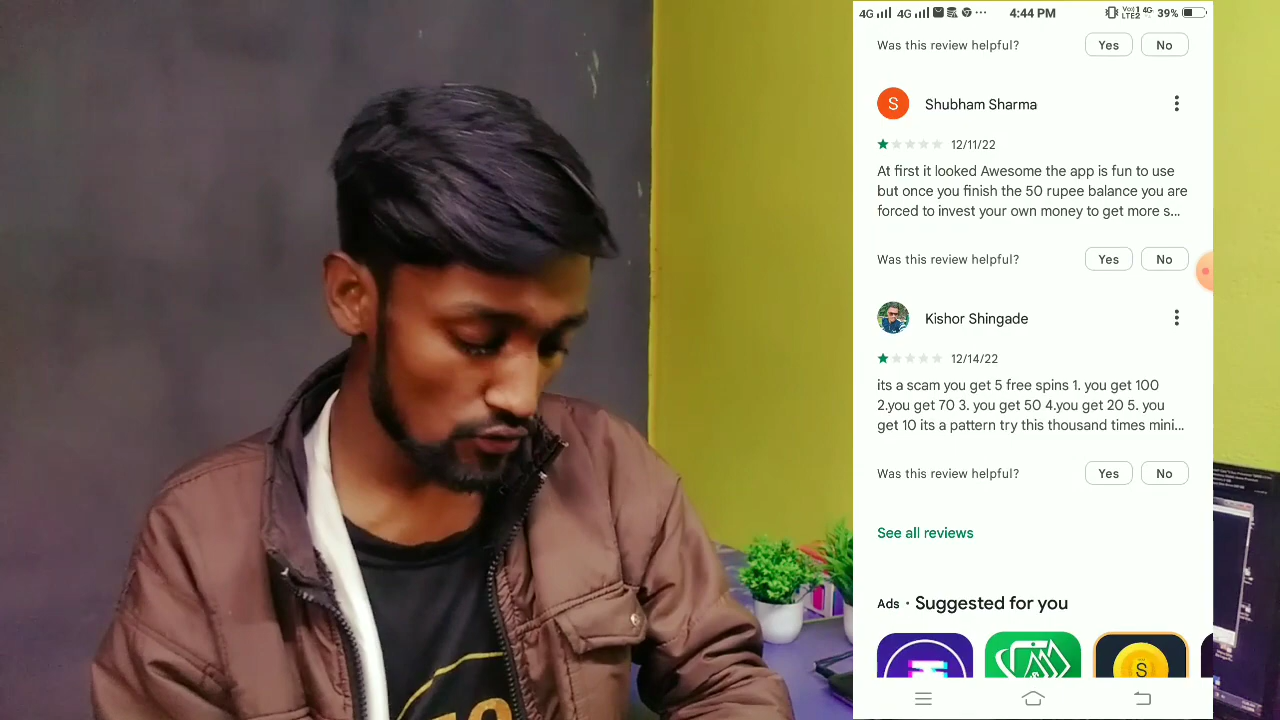 4G 4G 4:44 PM Vo) 1 4G LTE2 39%
Was this review helpful? Yes No
S Shubham Sharma
12/11/22
At first it looked Awesome the app is fun to use
but once you finish the 50 rupee balance you are
forced to invest your own money to get more s...
Was this review helpful? Yes No
Kishor Shingade
12/14/22
its a scam you get 5 free spins 1. you get 100
2.you get 70 3. you get 50 4.you get 20 5. you
get 10 its a pattern try this thousand times mini...
Was this review helpful? Yes No
See all reviews
Ads · Suggested for you
S